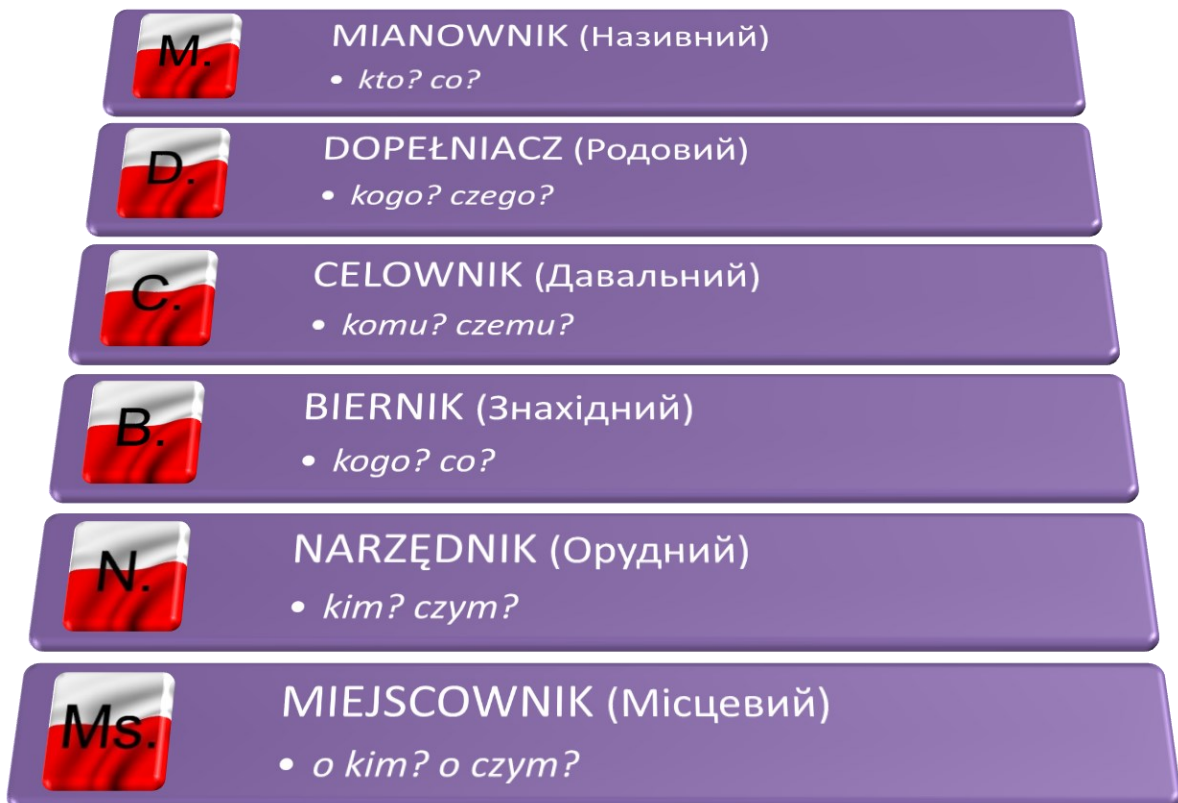 M.
MIANOWNIK (Називний)
• kto? co?
D.
DOPEŁNIACZ (Родовий)
• kogo? czego?
C.
CELOWNIK (Давальний)
• komu? czemu?
B.
BIERNIK (Знахідний)
• kogo? co?
N.
NARZĘDNIK (Орудний)
• kim? czym?
Ms.
MIEJSCOWNIK (Місцевий)
• o kim? o czym?